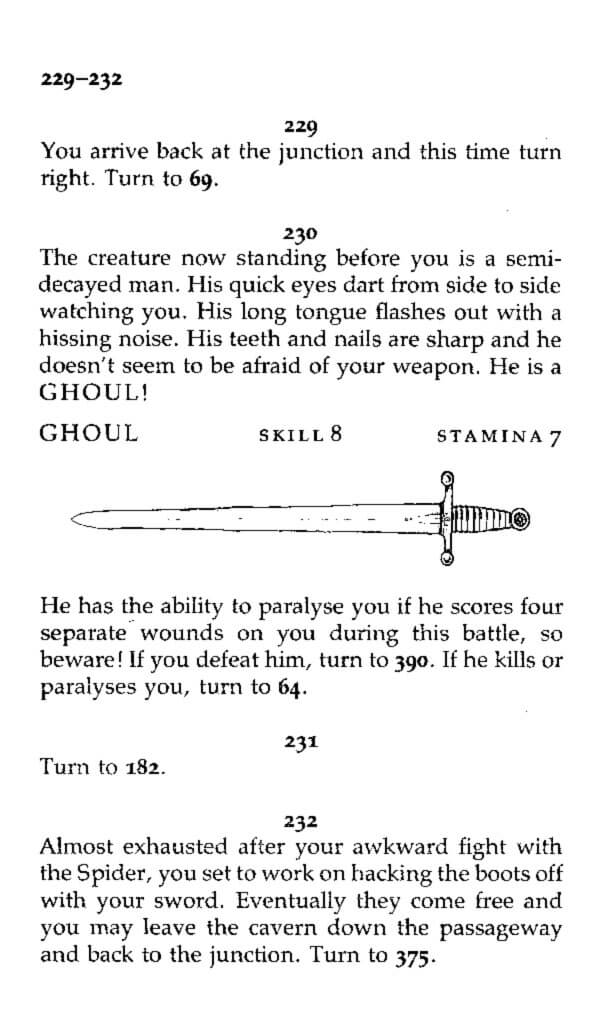 229–232
229
You arrive back at the junction and this time turn
right. Turn to 69.
230
The creature now standing before you is a semi-
decayed man. His quick eyes dart from side to side
watching you. His long tongue flashes out with a
hissing noise. His teeth and nails are sharp and he
doesn't seem to be afraid of your weapon. He is a
GHOUL!
GHOUL SKILL 8 STAMINA 7
He has the ability to paralyse you if he scores four
separate wounds on you during this battle, so
beware! If you defeat him, turn to 390. If he kills or
paralyses you, turn to 64.
231
Turn to 182.
232
Almost exhausted after your awkward fight with
the Spider, you set to work on hacking the boots off
with your sword. Eventually they come free and
you may leave the cavern down the passageway
and back to the junction. Turn to 375.